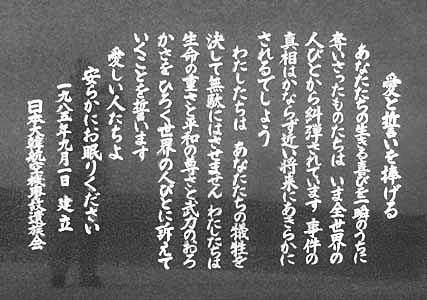 愛と誓いを捧げる
あなたたちの生きる喜びを一瞬のうちに
奪いさったものたちは いま全世界の
人びとから糾弾されています 事件の
真相はかならず近い将来にあきらかに
されるでしょう
わたしたちは あなたたちの犠牲を
決して無駄にはさせません わたしたちは
生命の重さと平和の尊さと武力のおろ
かさをひろく世界の人びとに訴えて
いくことを誓います
愛しい人たちよ
安らかにお眠りください
一九八五年九月一日 建立
日本大韓航空機事故遺族会